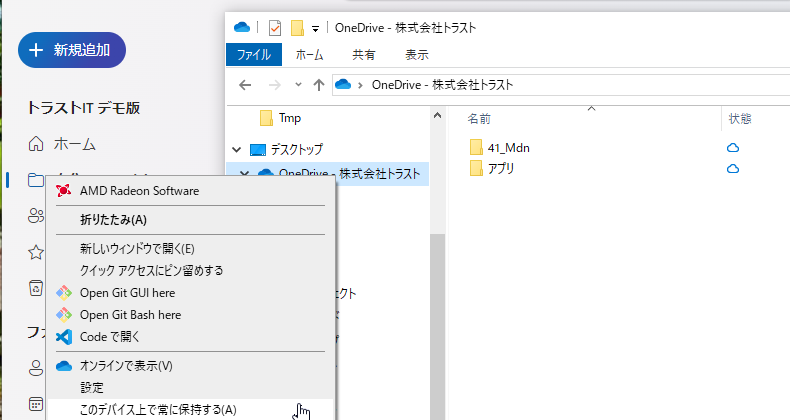 OneDrive - 株式会社トラスト
ファイル
ホーム
共有
表示
OneDrive - 株式会社トラスト
新規追加
トラストIT デモ版
ホーム
Tmp
デスクトップ
OneDrive - 株式会社トラスト
名前
状態
41_Mdn
アプリ
AMD Radeon Software
折りたたみ(A)
新しいウィンドウで開く(E)
クイック アクセスにピン留めする
Open Git GUI here
Open Git Bash here
Code で開く
オンラインで表示(V)
設定
このデバイス上で常に保持する(A)
ェクト